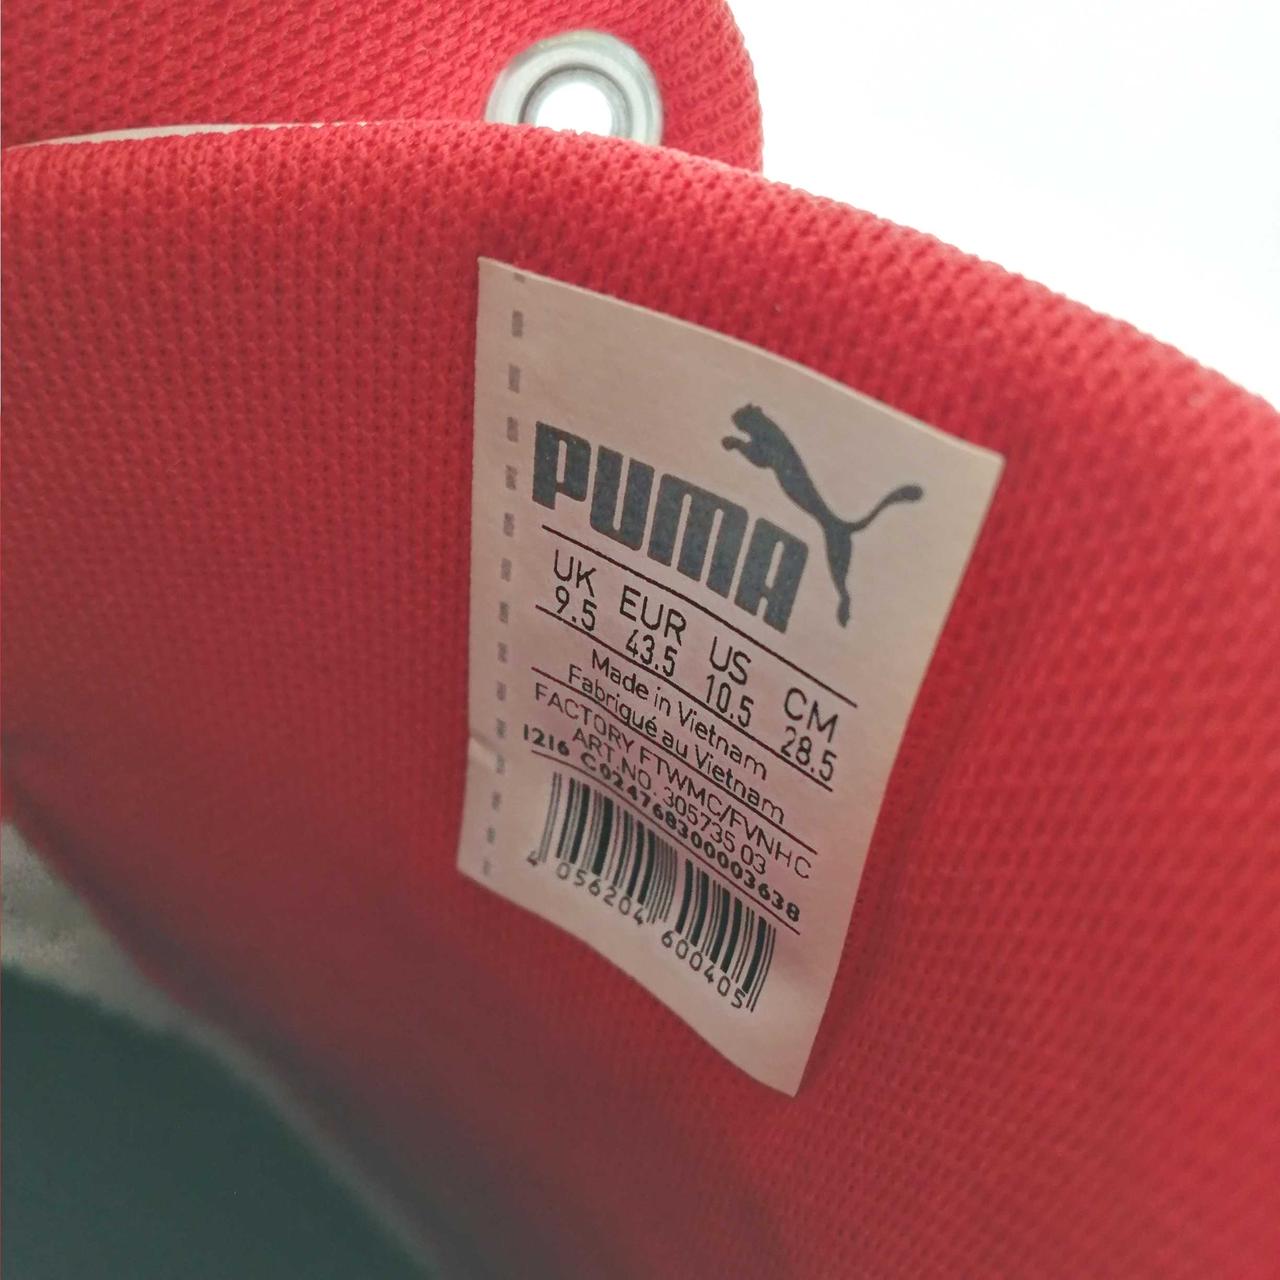 PUMA
UK EUR US CM
9.5 43.5 10.5 28.5
Made in Vietnam
Fabriqué au Vietnam
FACTORY FTWMC/FVNHC
ART.NO. 305735 03
1216 C0247683000003638
4 056204 600405